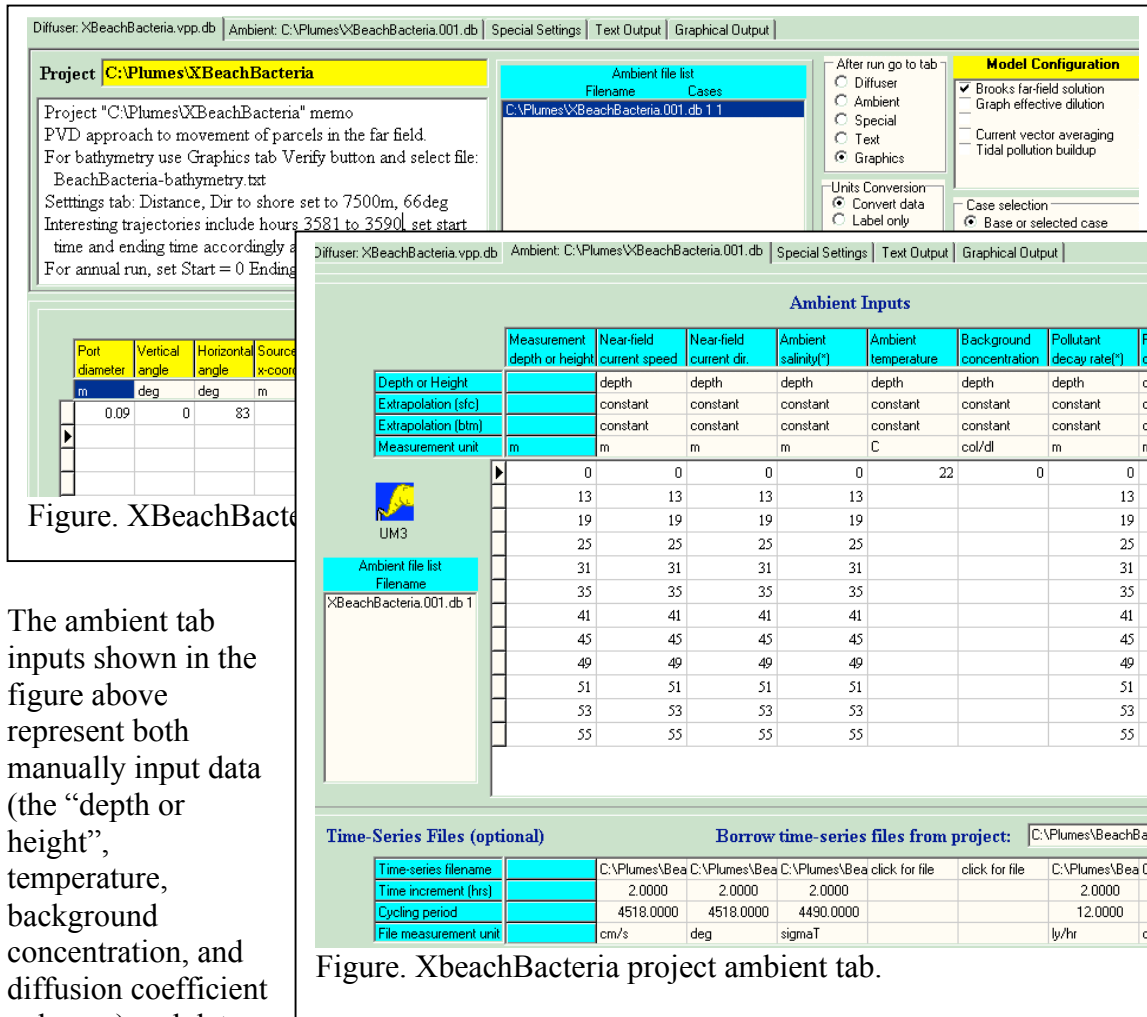 Diffuser: XBeachBacteria.vpp.db Ambient: C:\Plumes\XBeachBacteria.001.db Special Settings Text Output Graphical Output
Project C:\Plumes\XBeachBacteria
Project "C:\Plumes\XBeachBacteria" memo
PVD approach to movement of parcels in the far field.
For bathymetry use Graphics tab Verify button and select file:
BeachBacteria-bathymetry.txt
Setttings tab: Distance, Dir to shore set to 7500m, 66deg
Interesting trajectories include hours 3581 to 3590, set start
time and ending time accordingly a
For annual run, set Start = 0 Ending
Ambient file list
Filename Cases
C:\Plumes\XBeachBacteria.001.db 1 1
After run go to tab
Diffuser
Ambient
Special
Text
Graphics
Units Conversion
Convert data
Label only
Model Configuration
Brooks far-field solution
Graph effective dilution
Current vector averaging
Tidal pollution buildup
Case selection
Base or selected case
Port Vertical Horizontal Source
diameter angle angle x-coord
m deg deg m
0.09 0 83
Figure. XBeachBacte
Diffuser: XBeachBacteria.vpp.db Ambient: C:\Plumes\XBeachBacteria.001.db Special Settings Text Output Graphical Output
Ambient Inputs
Measurement Near-field Near-field Ambient Ambient Background Pollutant
depth or height current speed current dir. salinity(*) temperature concentration decay rate(*)
Depth or Height depth depth depth depth depth depth
Extrapolation (sfc) constant constant constant constant constant constant
Extrapolation (btm) constant constant constant constant constant constant
Measurement unit m m m m C col/dl m
0 0 0 0 22 0 0
13 13 13 13 13
19 19 19 19 19
25 25 25 25 25
31 31 31 31 31
35 35 35 35 35
41 41 41 41 41
45 45 45 45 45
49 49 49 49 49
51 51 51 51 51
53 53 53 53 53
55 55 55 55 55
UM3
Ambient file list
Filename
XBeachBacteria.001.db 1
Time-Series Files (optional) Borrow time-series files from project: C:\Plumes\BeachBa
Time-series filename C:\Plumes\Bea C:\Plumes\Bea C:\Plumes\Bea click for file click for file C:\Plumes\Bea
Time increment (hrs) 2.0000 2.0000 2.0000 2.0000
Cycling period 4518.0000 4518.0000 4490.0000 12.0000
File measurement unit cm/s deg sigmaT ly/hr
Figure. XbeachBacteria project ambient tab.
The ambient tab
inputs shown in the
figure above
represent both
manually input data
(the “depth or
height”,
temperature,
background
concentration, and
diffusion coefficient